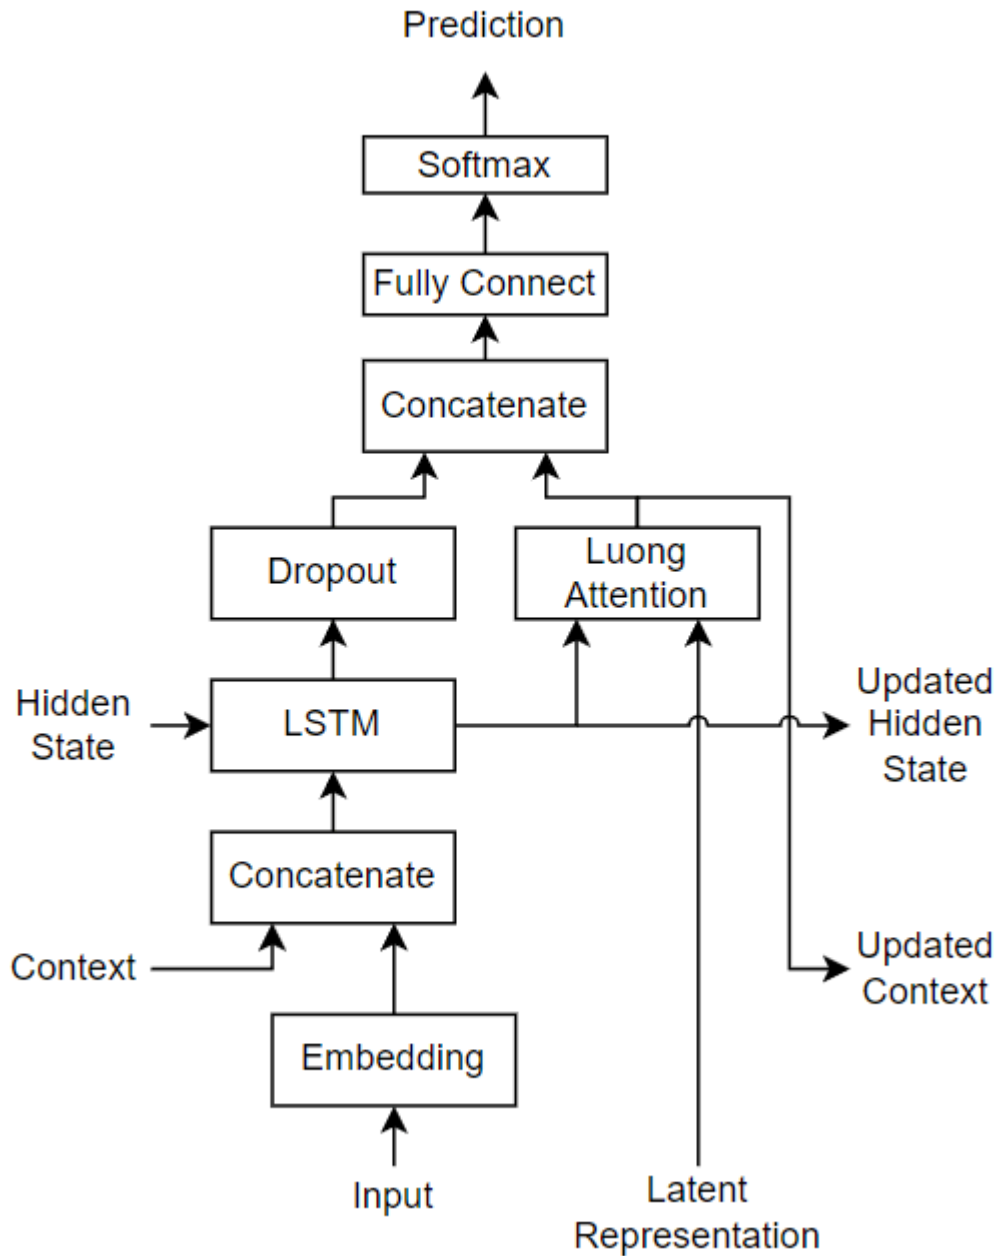 Prediction
Softmax
Fully Connect
Concatenate
Dropout
Luong
Attention
Hidden
State
LSTM
Updated
Hidden
State
Concatenate
Context
Updated
Context
Embedding
Input
Latent
Representation